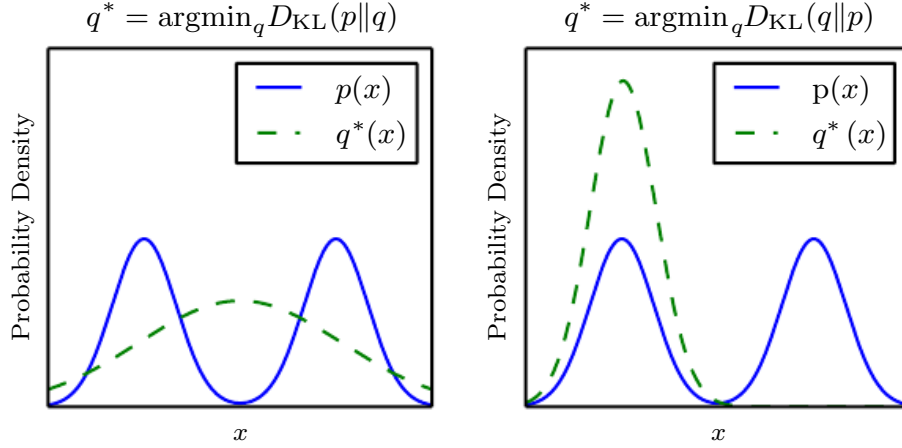 q* = argmin_q D_KL(p‖q)
p(x)
q*(x)
Probability Density
x
q* = argmin_q D_KL(q‖p)
p(x)
q*(x)
Probability Density
x